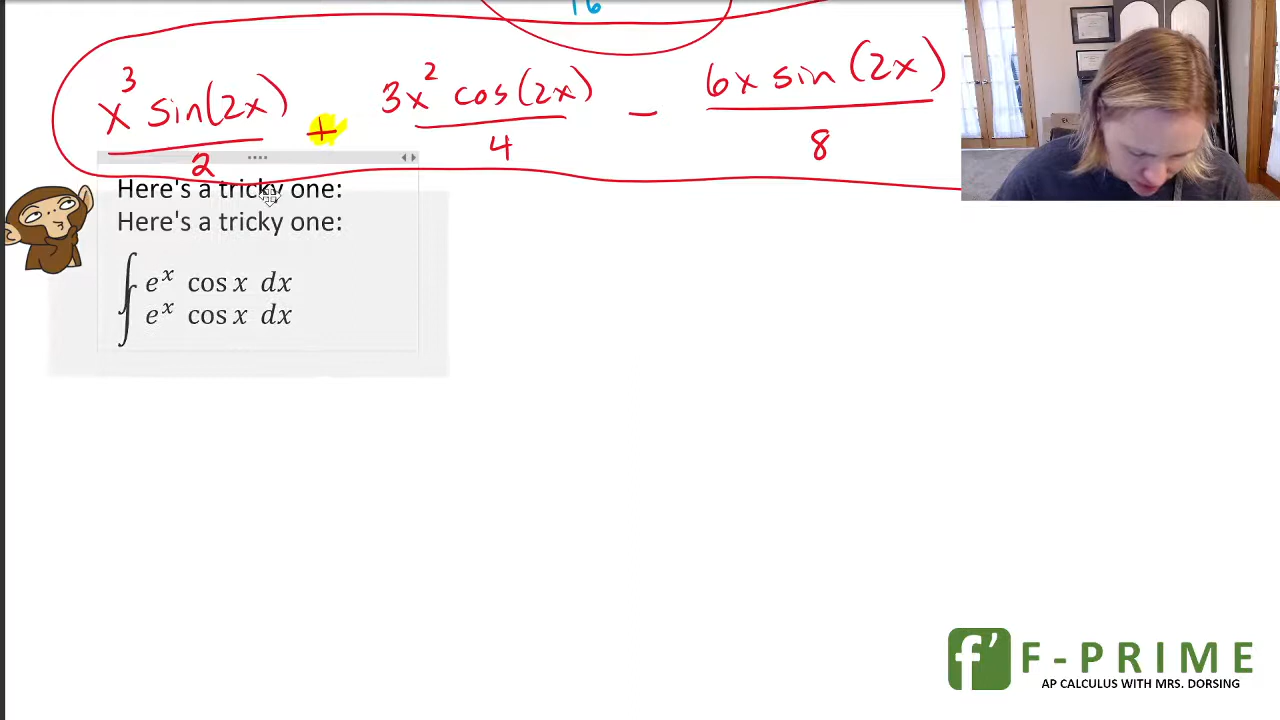 16
x³ sin(2x)/2 + 3x² cos(2x)/4 − 6x sin(2x)/8
Here's a tricky one:
Here's a tricky one:
∫ eˣ cos x dx
∫ eˣ cos x dx
f' F-PRIME
AP CALCULUS WITH MRS. DORSING